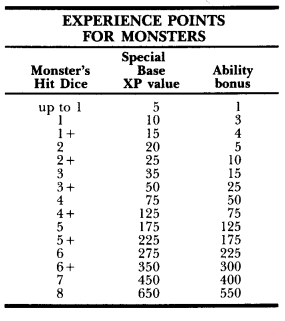 EXPERIENCE POINTS
FOR MONSTERS
Special
Monster's Base Ability
Hit Dice XP value bonus
up to 1 5 1
1 10 3
1+ 15 4
2 20 5
2+ 25 10
3 35 15
3+ 50 25
4 75 50
4+ 125 75
5 175 125
5+ 225 175
6 275 225
6+ 350 300
7 450 400
8 650 550